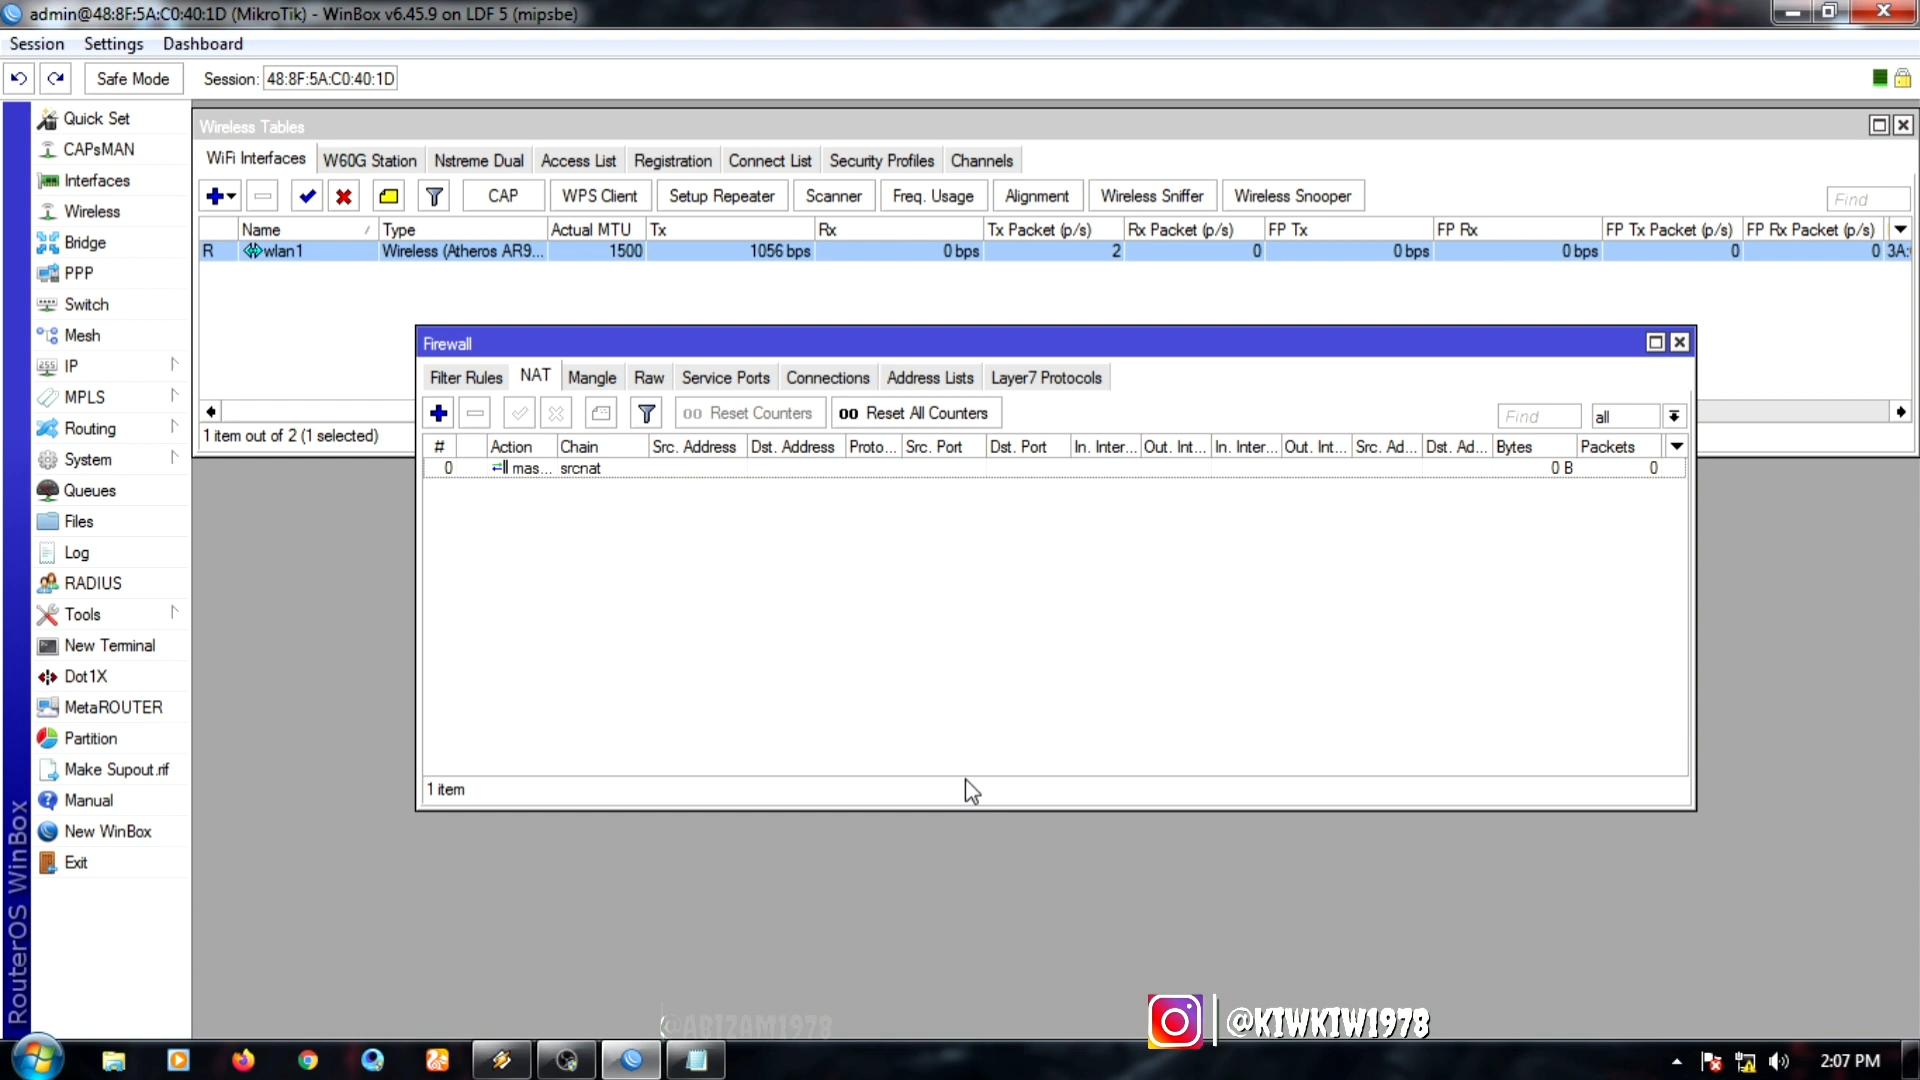 admin@48:8F:5A:C0:40:1D (MikroTik) - WinBox v6.45.9 on LDF 5 (mipsbe)
Session Settings Dashboard
Safe Mode Session: 48:8F:5A:C0:40:1D
Quick Set
CAPsMAN
Interfaces
Wireless
Bridge
PPP
Switch
Mesh
IP
MPLS
Routing
System
Queues
Files
Log
RADIUS
Tools
New Terminal
Dot1X
MetaROUTER
Partition
Make Supout.rif
Manual
New WinBox
Exit
RouterOS WinBox
Wireless Tables
WiFi Interfaces W60G Station Nstreme Dual Access List Registration Connect List Security Profiles Channels
CAP WPS Client Setup Repeater Scanner Freq. Usage Alignment Wireless Sniffer Wireless Snooper Find
Name Type Actual MTU Tx Rx Tx Packet (p/s) Rx Packet (p/s) FP Tx FP Rx FP Tx Packet (p/s) FP Rx Packet (p/s)
R wlan1 Wireless (Atheros AR9... 1500 1056 bps 0 bps 2 0 0 bps 0 bps 0 0 3A:
1 item out of 2 (1 selected)
Firewall
Filter Rules NAT Mangle Raw Service Ports Connections Address Lists Layer7 Protocols
00 Reset Counters 00 Reset All Counters Find all
# Action Chain Src. Address Dst. Address Proto... Src. Port Dst. Port In. Inter... Out. Int... In. Inter... Out. Int... Src. Ad... Dst. Ad... Bytes Packets
0 mas... srcnat 0 B 0
1 item
@ABIZAM1978
@KIWKIW1978
2:07 PM